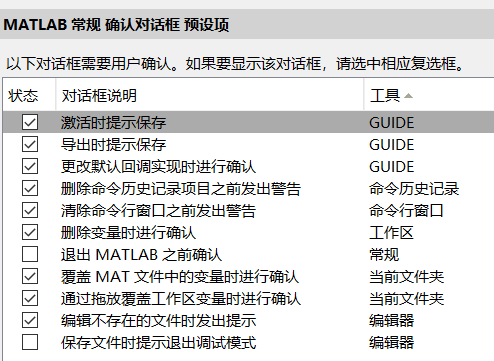 MATLAB 常规 确认对话框 预设项
以下对话框需要用户确认。如果要显示该对话框，请选中相应复选框。
状态 对话框说明 工具
激活时提示保存 GUIDE
导出时提示保存 GUIDE
更改默认回调实现时进行确认 GUIDE
删除命令历史记录项目之前发出警告 命令历史记录
清除命令行窗口之前发出警告 命令行窗口
删除变量时进行确认 工作区
退出 MATLAB 之前确认 常规
覆盖 MAT 文件中的变量时进行确认 当前文件夹
通过拖放覆盖工作区变量时进行确认 当前文件夹
编辑不存在的文件时发出提示 编辑器
保存文件时提示退出调试模式 编辑器